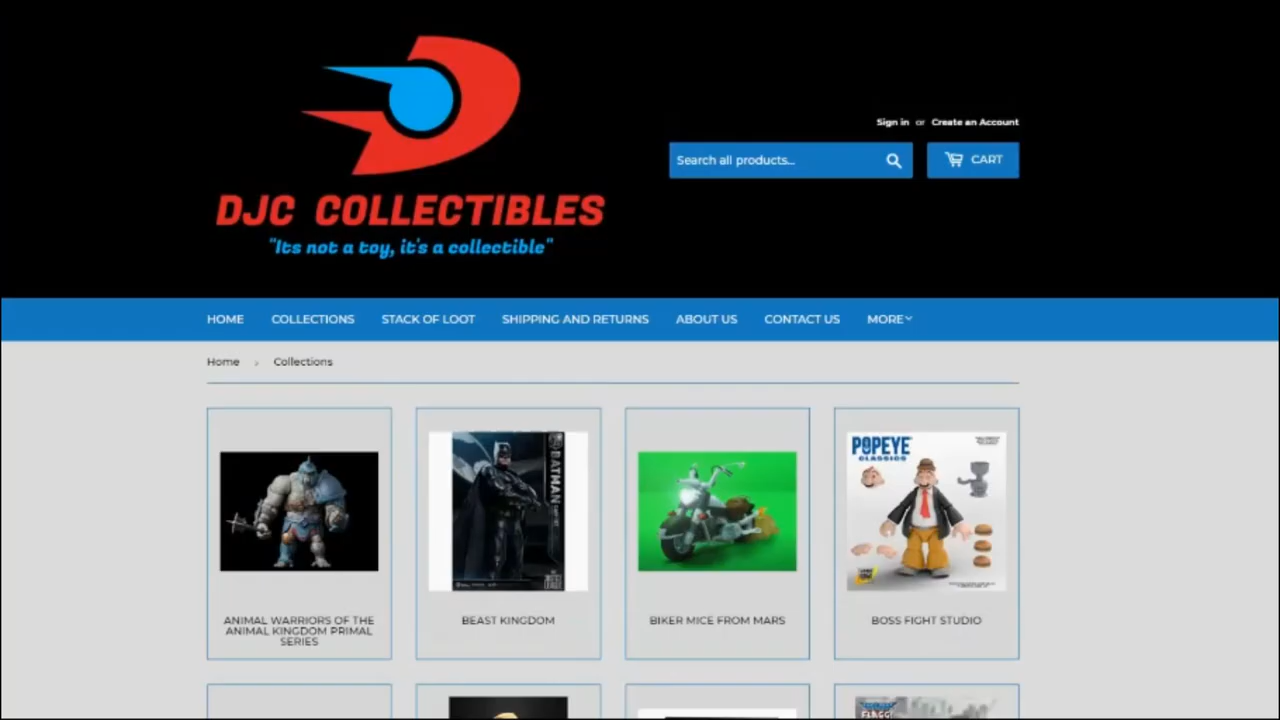 Sign in or Create an Account
Search all products...
CART
DJC COLLECTIBLES
"Its not a toy, it's a collectible"
HOME COLLECTIONS STACK OF LOOT SHIPPING AND RETURNS ABOUT US CONTACT US MORE
Home › Collections
BATMAN
POPEYE
CLASSICS
ANIMAL WARRIORS OF THE
ANIMAL KINGDOM PRIMAL
SERIES
BEAST KINGDOM
BIKER MICE FROM MARS
BOSS FIGHT STUDIO